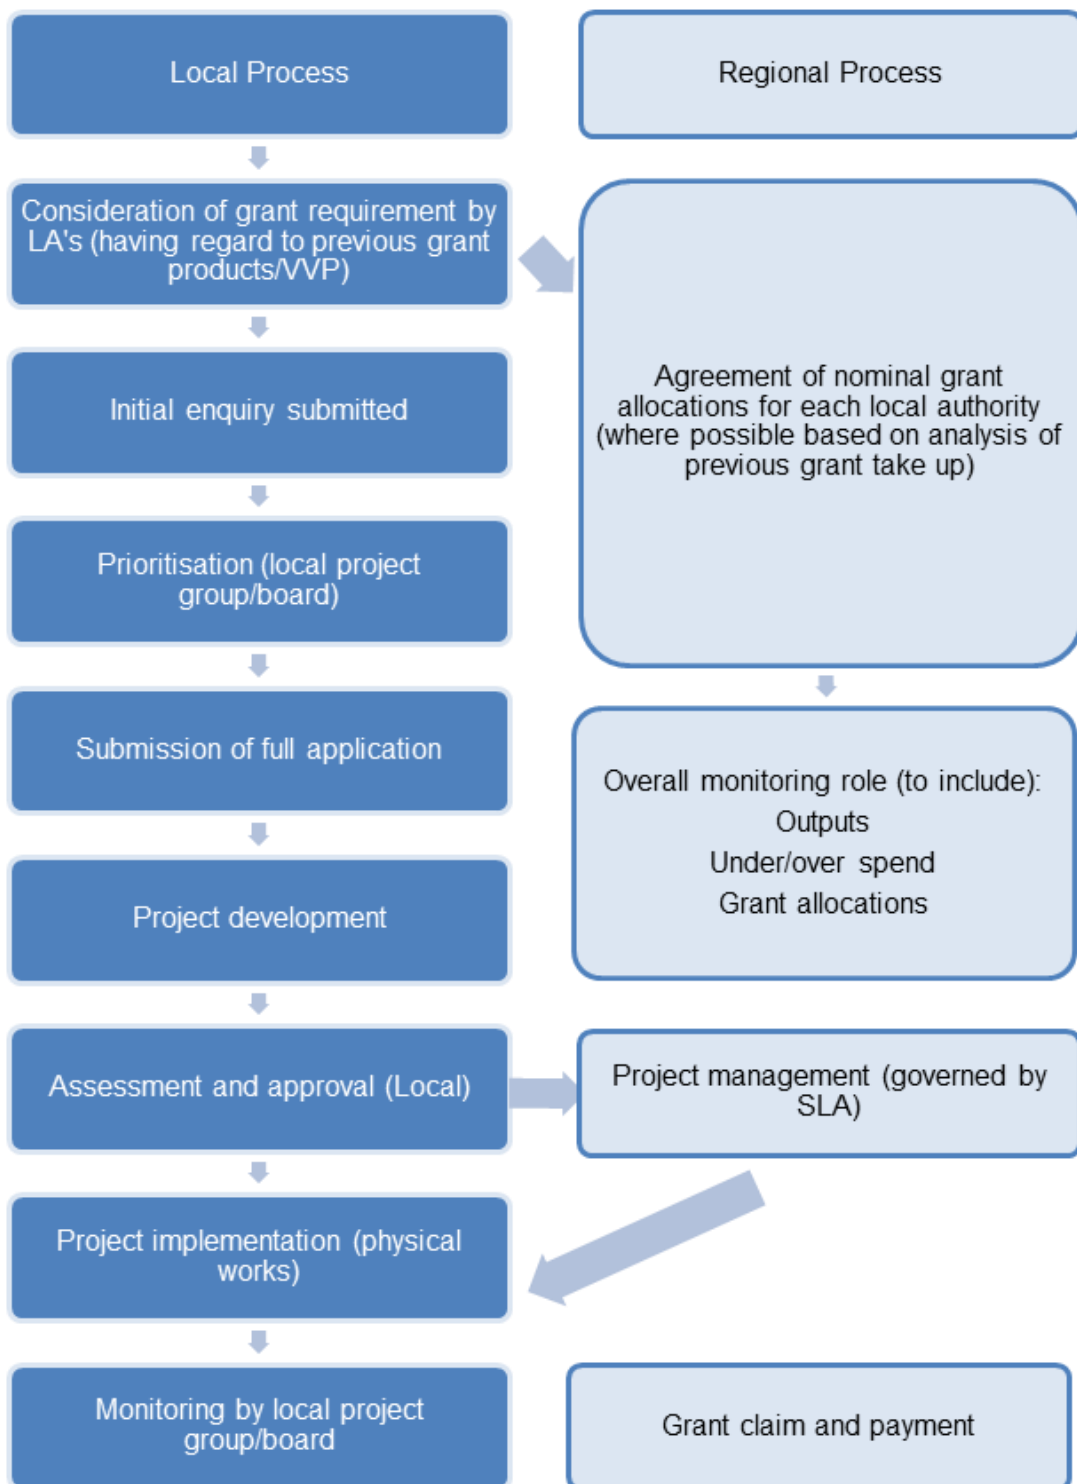 Local Process
Regional Process
Consideration of grant requirement by
LA's (having regard to previous grant
products/VVP)
Agreement of nominal grant
allocations for each local authority
(where possible based on analysis of
previous grant take up)
Initial enquiry submitted
Prioritisation (local project
group/board)
Submission of full application
Overall monitoring role (to include):
Outputs
Under/over spend
Grant allocations
Project development
Assessment and approval (Local)
Project management (governed by
SLA)
Project implementation (physical
works)
Monitoring by local project
group/board
Grant claim and payment